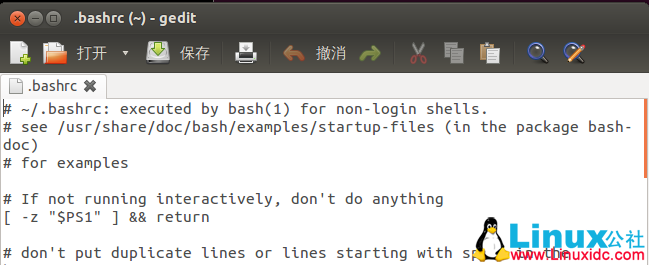 .bashrc (~) - gedit
打开 保存 撤消
.bashrc
# ~/.bashrc: executed by bash(1) for non-login shells.
# see /usr/share/doc/bash/examples/startup-files (in the package bash-
doc)
# for examples
# If not running interactively, don't do anything
[ -z "$PS1" ] && return
# don't put duplicate lines or lines starting with
Linux公社
www.Linuxidc.com